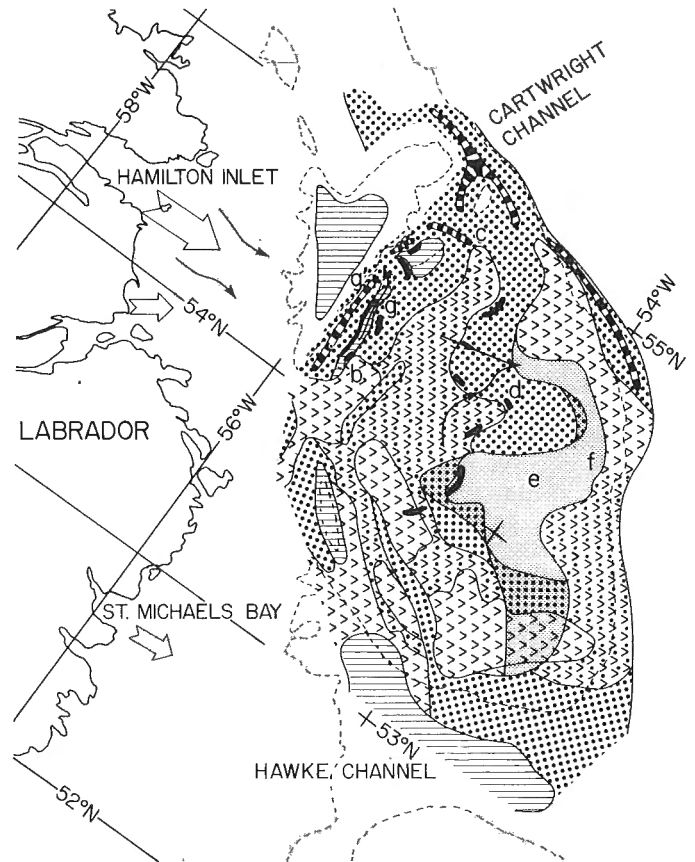 CARTWRIGHT
CHANNEL
58°W
HAMILTON INLET
c
g
g
54°W
55°N
54°N
b
d
56°W
LABRADOR
e
f
ST. MICHAELS BAY
53°N
HAWKE CHANNEL
52°N